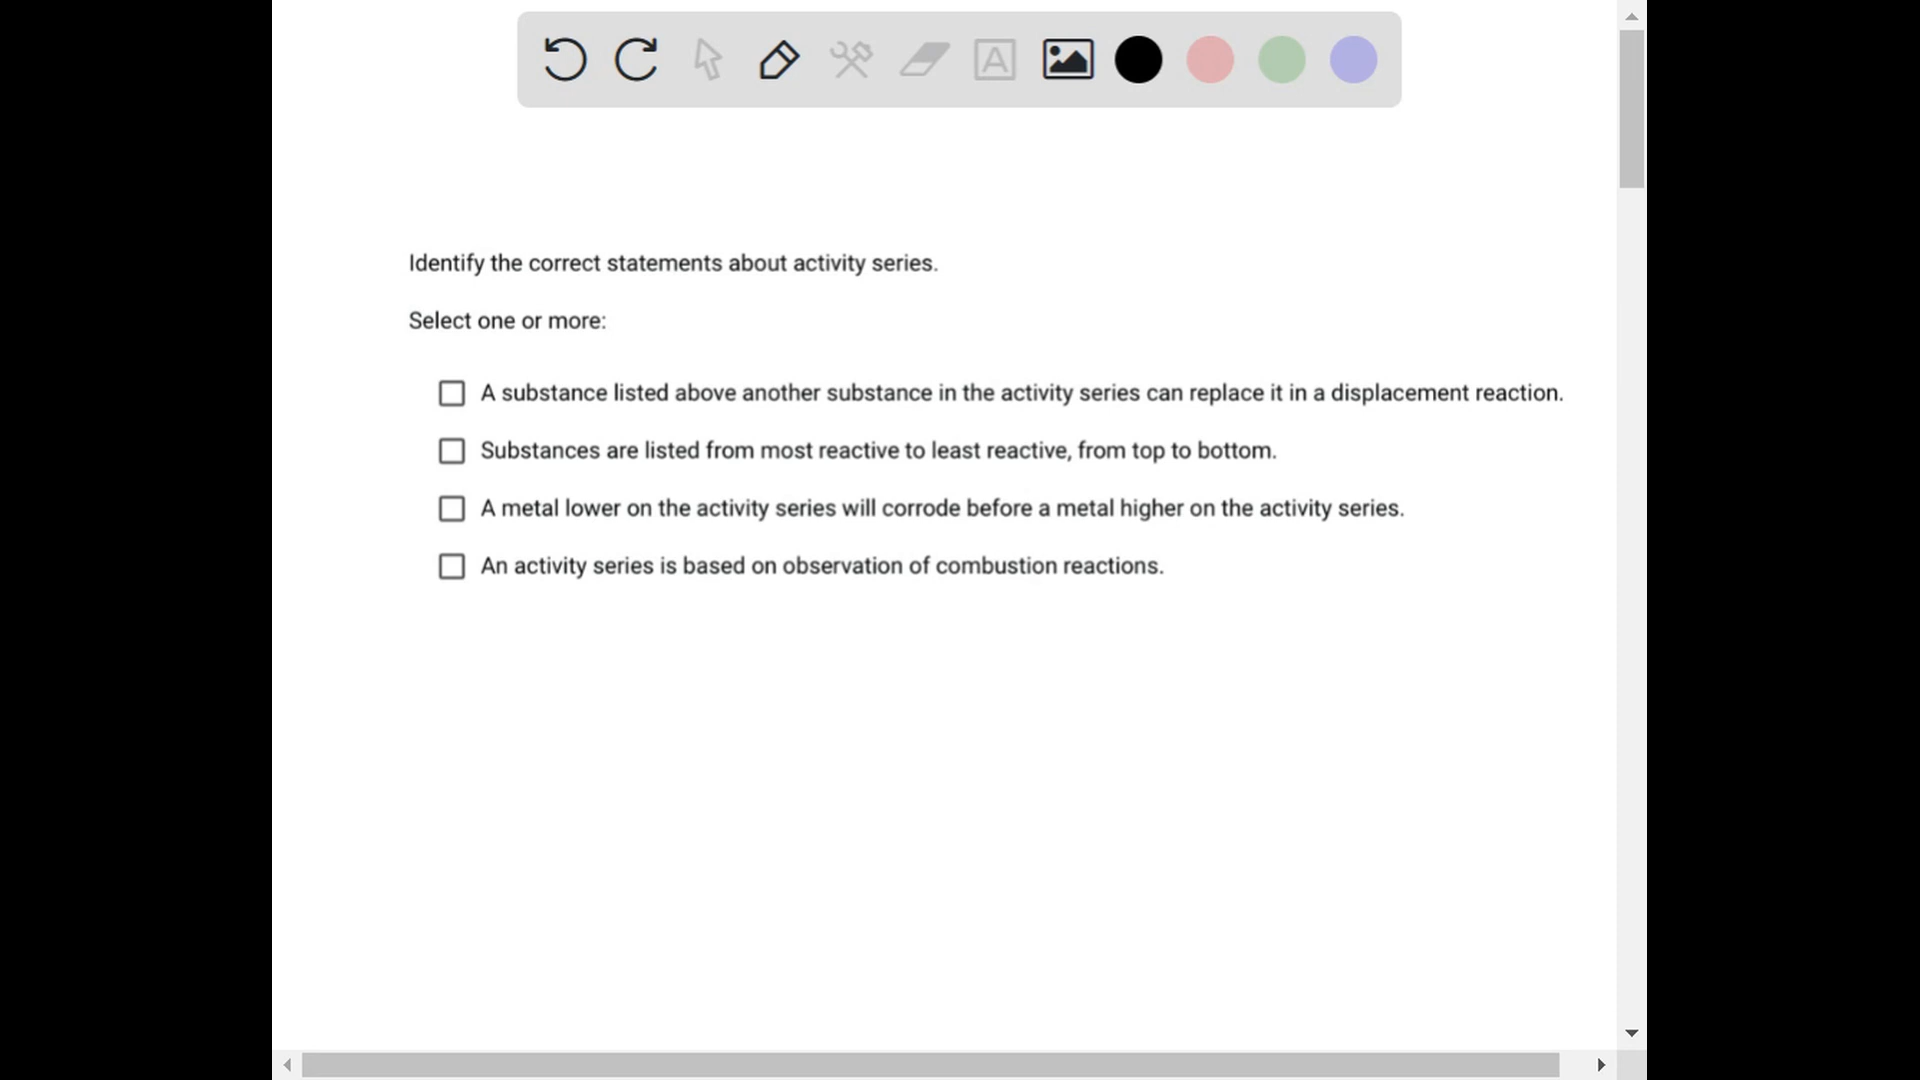 A
Identify the correct statements about activity series.
Select one or more:
A substance listed above another substance in the activity series can replace it in a displacement reaction.
Substances are listed from most reactive to least reactive, from top to bottom.
A metal lower on the activity series will corrode before a metal higher on the activity series.
An activity series is based on observation of combustion reactions.